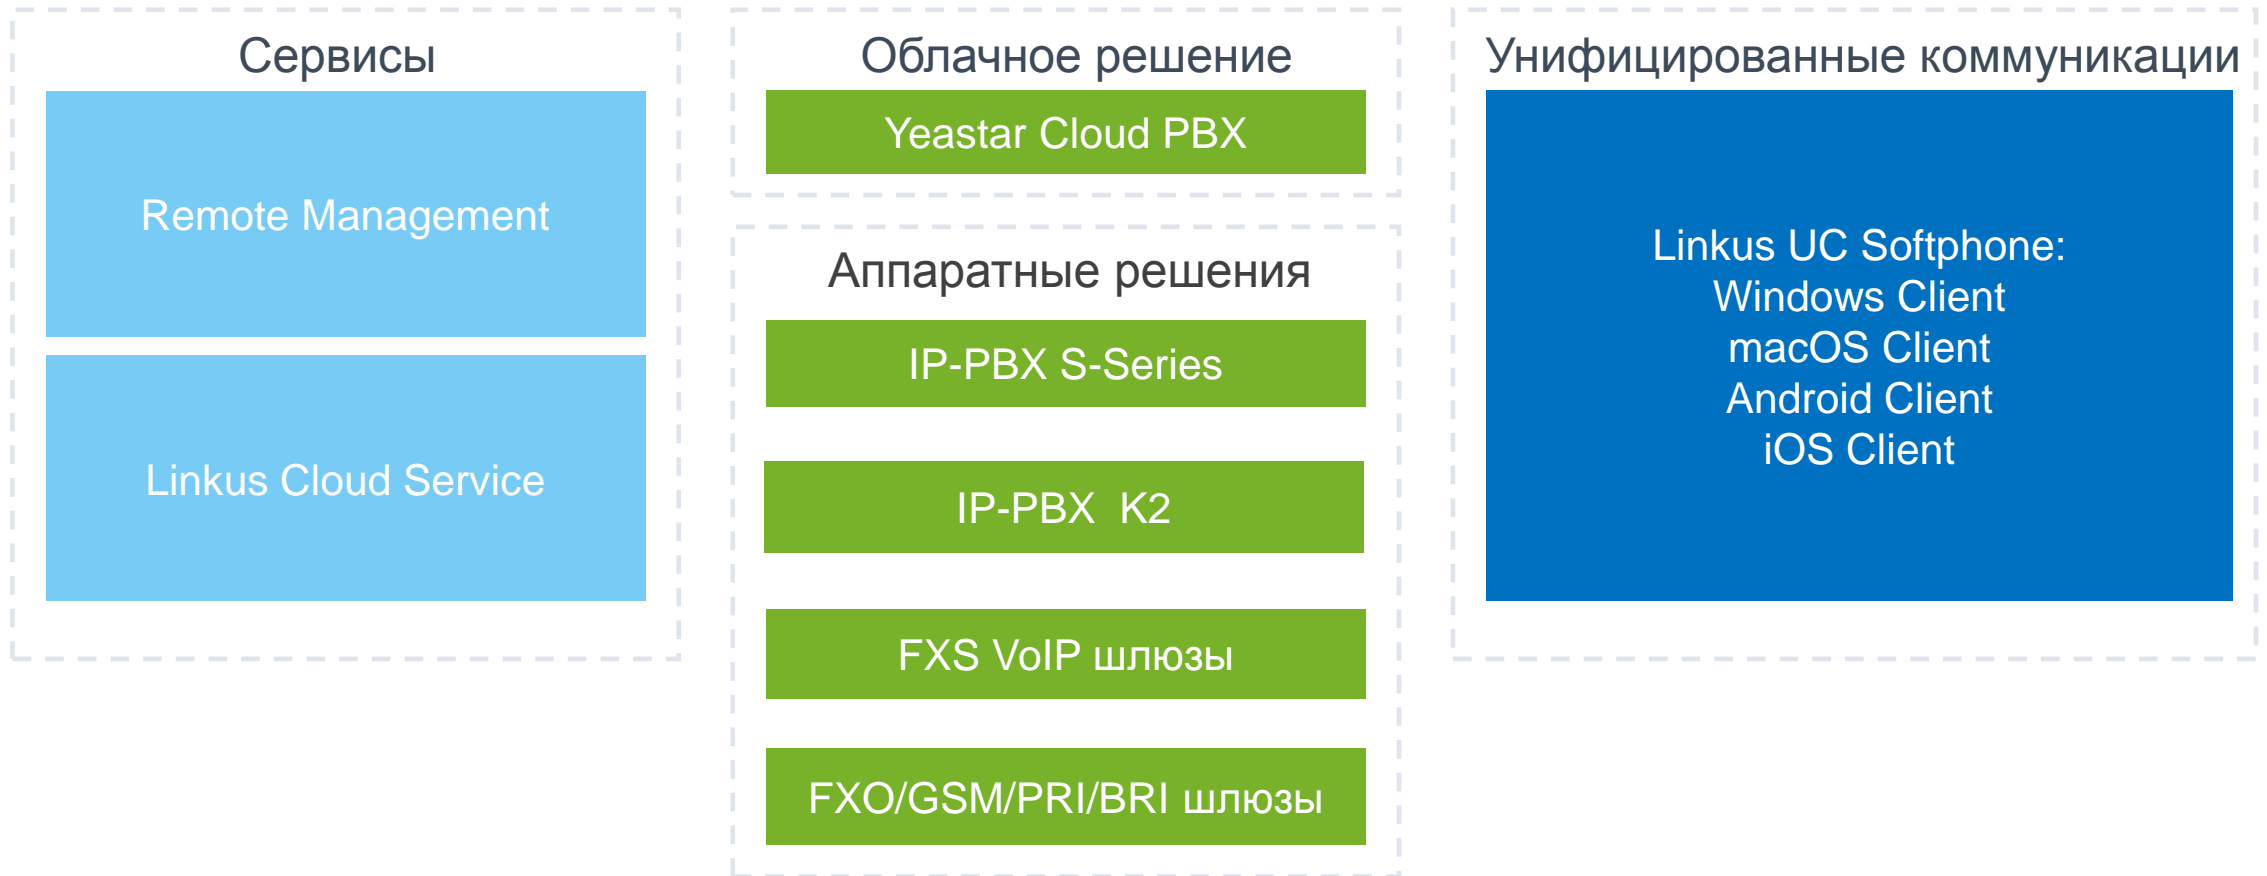 Сервисы
Remote Management
Linkus Cloud Service
Облачное решение
Yeastar Cloud PBX
Аппаратные решения
IP-PBX S-Series
IP-PBX K2
FXS VoIP шлюзы
FXO/GSM/PRI/BRI шлюзы
Унифицированные коммуникации
Linkus UC Softphone:
Windows Client
macOS Client
Android Client
iOS Client